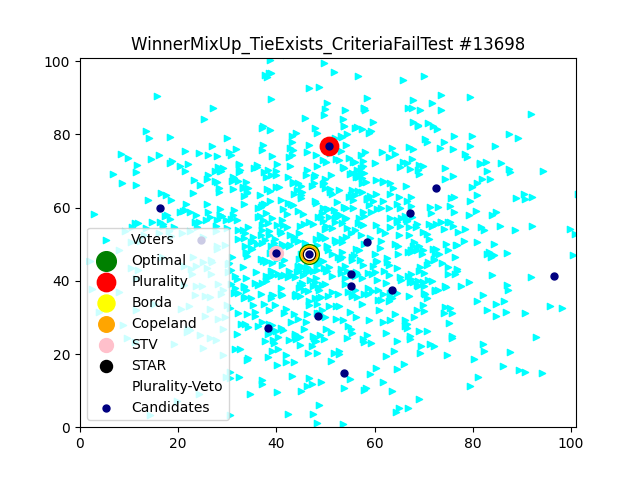 WinnerMixUp_TieExists_CriteriaFailTest #13698
100
80
60
40
20
0
0 20 40 60 80 100
Voters
Optimal
Plurality
Borda
Copeland
STV
STAR
Plurality-Veto
Candidates